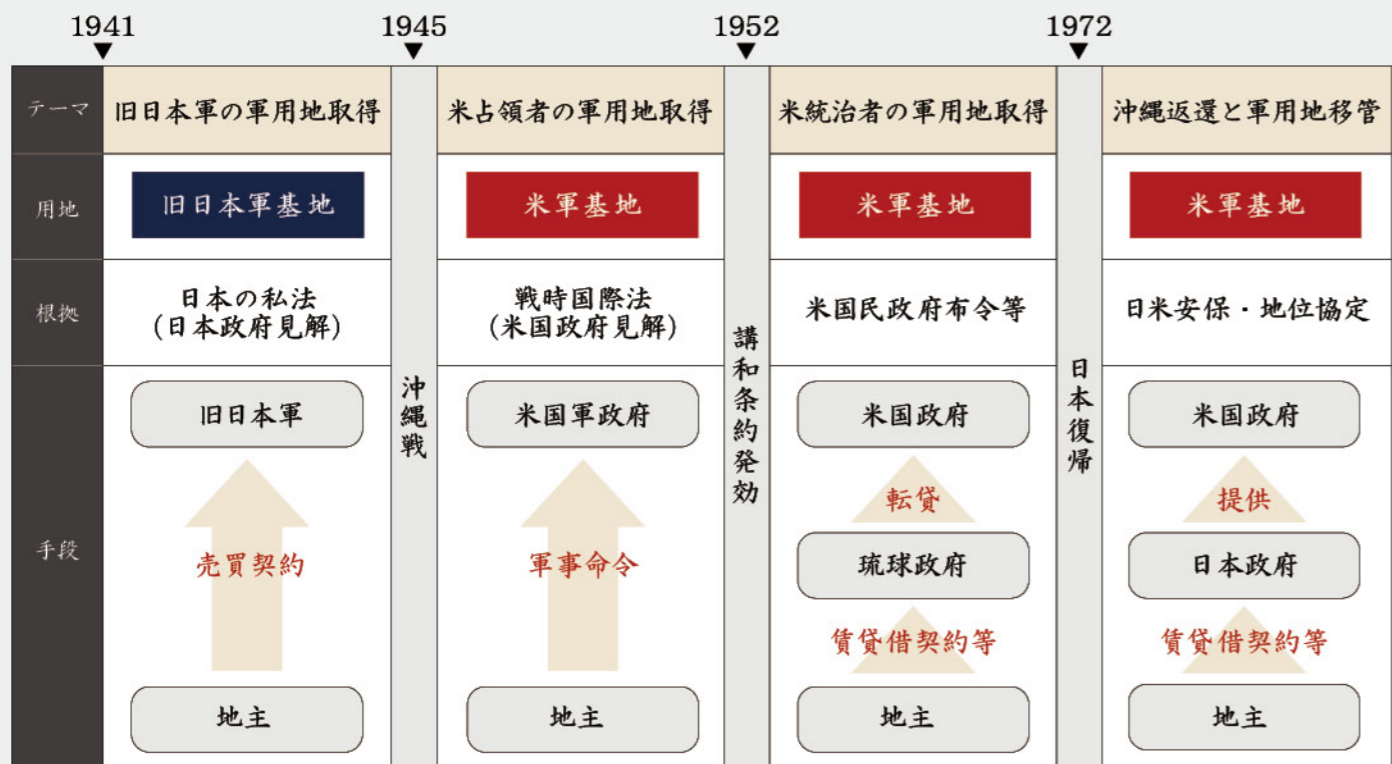 1941
1945
1952
1972
テーマ
旧日本軍の軍用地取得
米占領者の軍用地取得
米統治者の軍用地取得
沖縄返還と軍用地移管
用地
旧日本軍基地
米軍基地
米軍基地
米軍基地
根拠
日本の私法
(日本政府見解)
戦時国際法
(米国政府見解)
米国民政府布令等
日米安保・地位協定
手段
旧日本軍
売買契約
地主
沖縄戦
米国軍政府
軍事命令
地主
講和条約発効
米国政府
転貸
琉球政府
賃貸借契約等
地主
日本復帰
米国政府
提供
日本政府
賃貸借契約等
地主